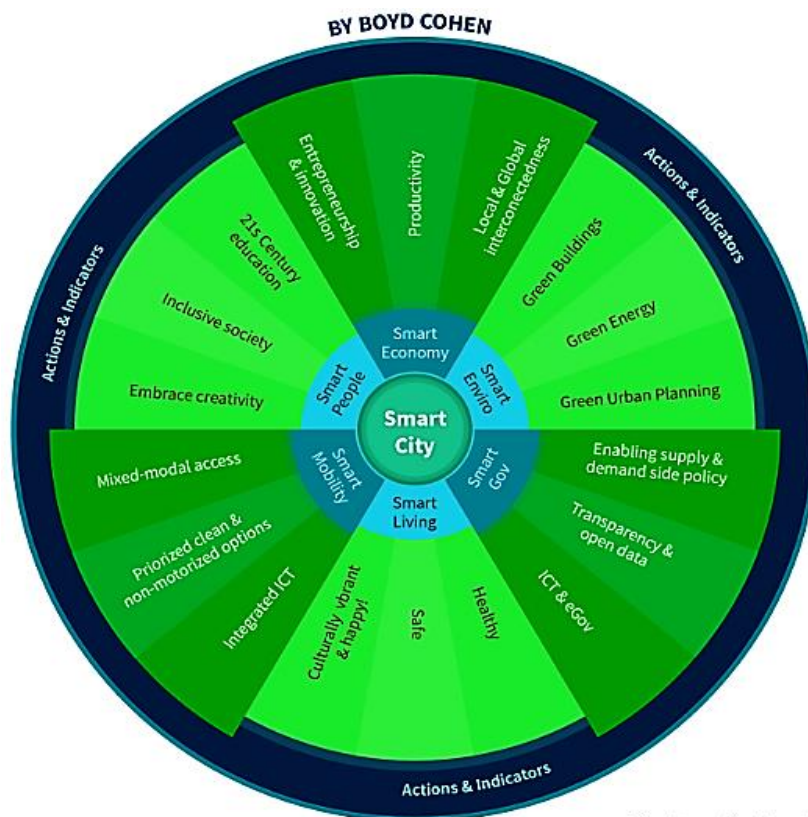 BY BOYD COHEN
Actions & Indicators
Actions & Indicators
Actions & Indicators
Entrepreneurship
& innovation
Productivity
Local & Global
interconectedness
Green Buildings
Green Energy
Green Urban Planning
Enabling supply &
demand side policy
Transparency &
open data
ICT & eGov
Healthy
Safe
Culturally vibrant
& happy!
Integrated ICT
Priorized clean &
non-motorized options
Mixed-modal access
Embrace creativity
Inclusive society
21s Century
education
Smart
Economy
Smart
Enviro
Smart
Gov
Smart
Living
Smart
Mobility
Smart
People
Smart
City